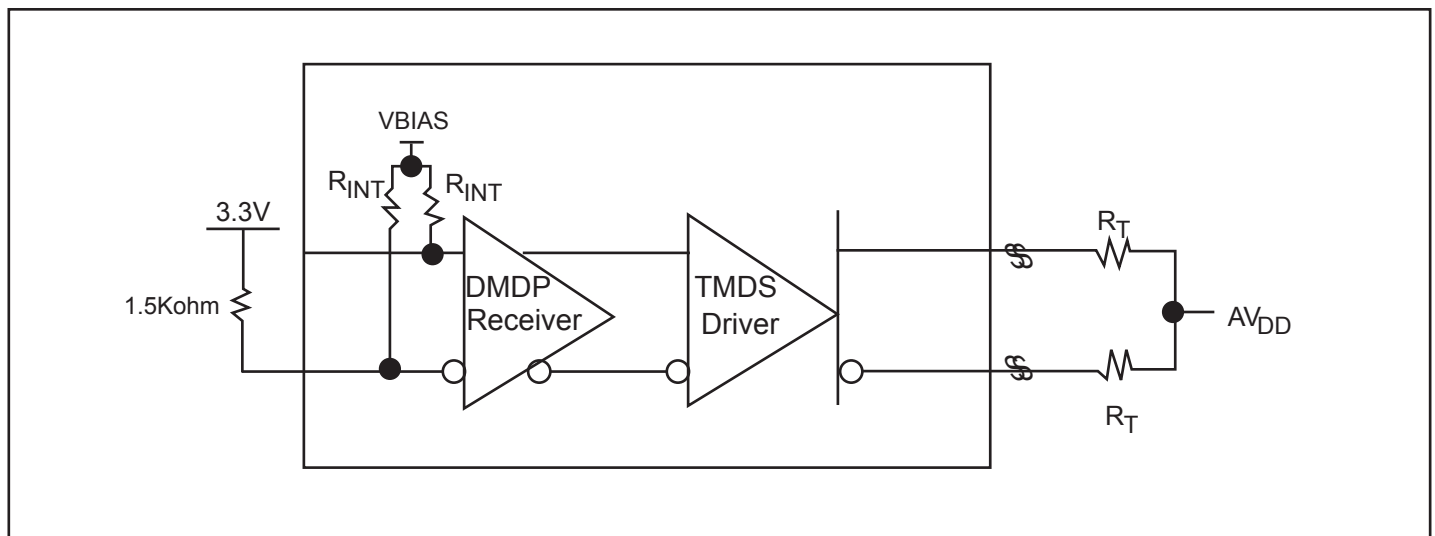 VBIAS
RINT
RINT
3.3V
1.5Kohm
DMDP
Receiver
TMDS
Driver
RT
AVDD
RT